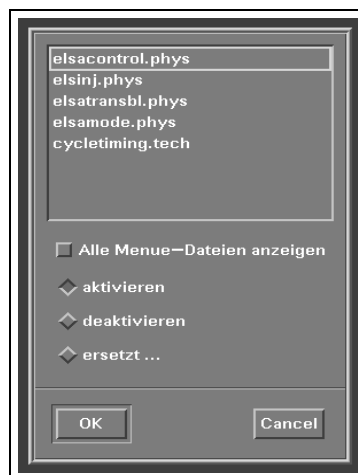 elsacontrol.phys
elsinj.phys
elsatransbl.phys
elsamode.phys
cycletiming.tech
Alle Menue-Dateien anzeigen
aktivieren
deaktivieren
ersetzt ...
OK
Cancel